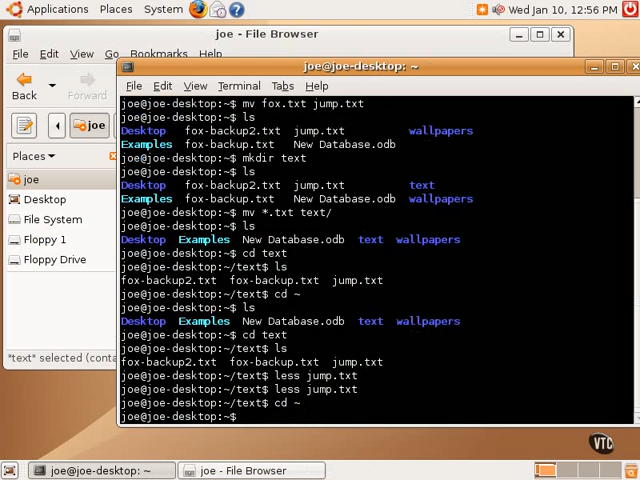 Applications Places System Wed Jan 10, 12:56 PM
joe - File Browser
File Edit View Go Bookmarks Help
Back Forward
joe
Places
joe
Desktop
File System
Floppy 1
Floppy Drive
"text" selected (conta
joe@joe-desktop: ~
File Edit View Terminal Tabs Help
joe@joe-desktop:~$ mv fox.txt jump.txt
joe@joe-desktop:~$ ls
Desktop fox-backup2.txt jump.txt wallpapers
Examples fox-backup.txt New Database.odb
joe@joe-desktop:~$ mkdir text
joe@joe-desktop:~$ ls
Desktop fox-backup2.txt jump.txt text
Examples fox-backup.txt New Database.odb wallpapers
joe@joe-desktop:~$ mv *.txt text/
joe@joe-desktop:~$ ls
Desktop Examples New Database.odb text wallpapers
joe@joe-desktop:~$ cd text
joe@joe-desktop:~/text$ ls
fox-backup2.txt fox-backup.txt jump.txt
joe@joe-desktop:~/text$ cd ~
joe@joe-desktop:~$ ls
Desktop Examples New Database.odb text wallpapers
joe@joe-desktop:~$ cd text
joe@joe-desktop:~/text$ ls
fox-backup2.txt fox-backup.txt jump.txt
joe@joe-desktop:~/text$ less jump.txt
joe@joe-desktop:~/text$ less jump.txt
joe@joe-desktop:~/text$ cd ~
joe@joe-desktop:~$
VTC
joe@joe-desktop: ~
joe - File Browser